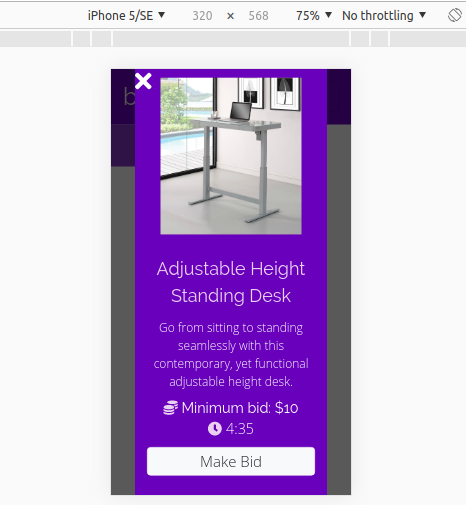 iPhone 5/SE 320 × 568 75% No throttling
b
Adjustable Height
Standing Desk
Go from sitting to standing
seamlessly with this
contemporary, yet functional
adjustable height desk.
Minimum bid: $10
4:35
Make Bid